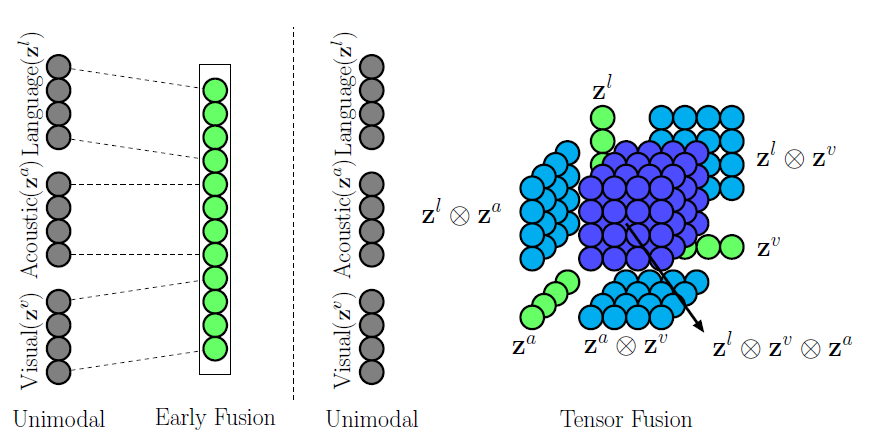 Language(z^l)
Acoustic(z^a)
Visual(z^v)
Unimodal
Early Fusion
Language(z^l)
Acoustic(z^a)
Visual(z^v)
Unimodal
z^l
z^l ⊗ z^v
z^l ⊗ z^a
z^v
z^a
z^a ⊗ z^v
z^l ⊗ z^v ⊗ z^a
Tensor Fusion